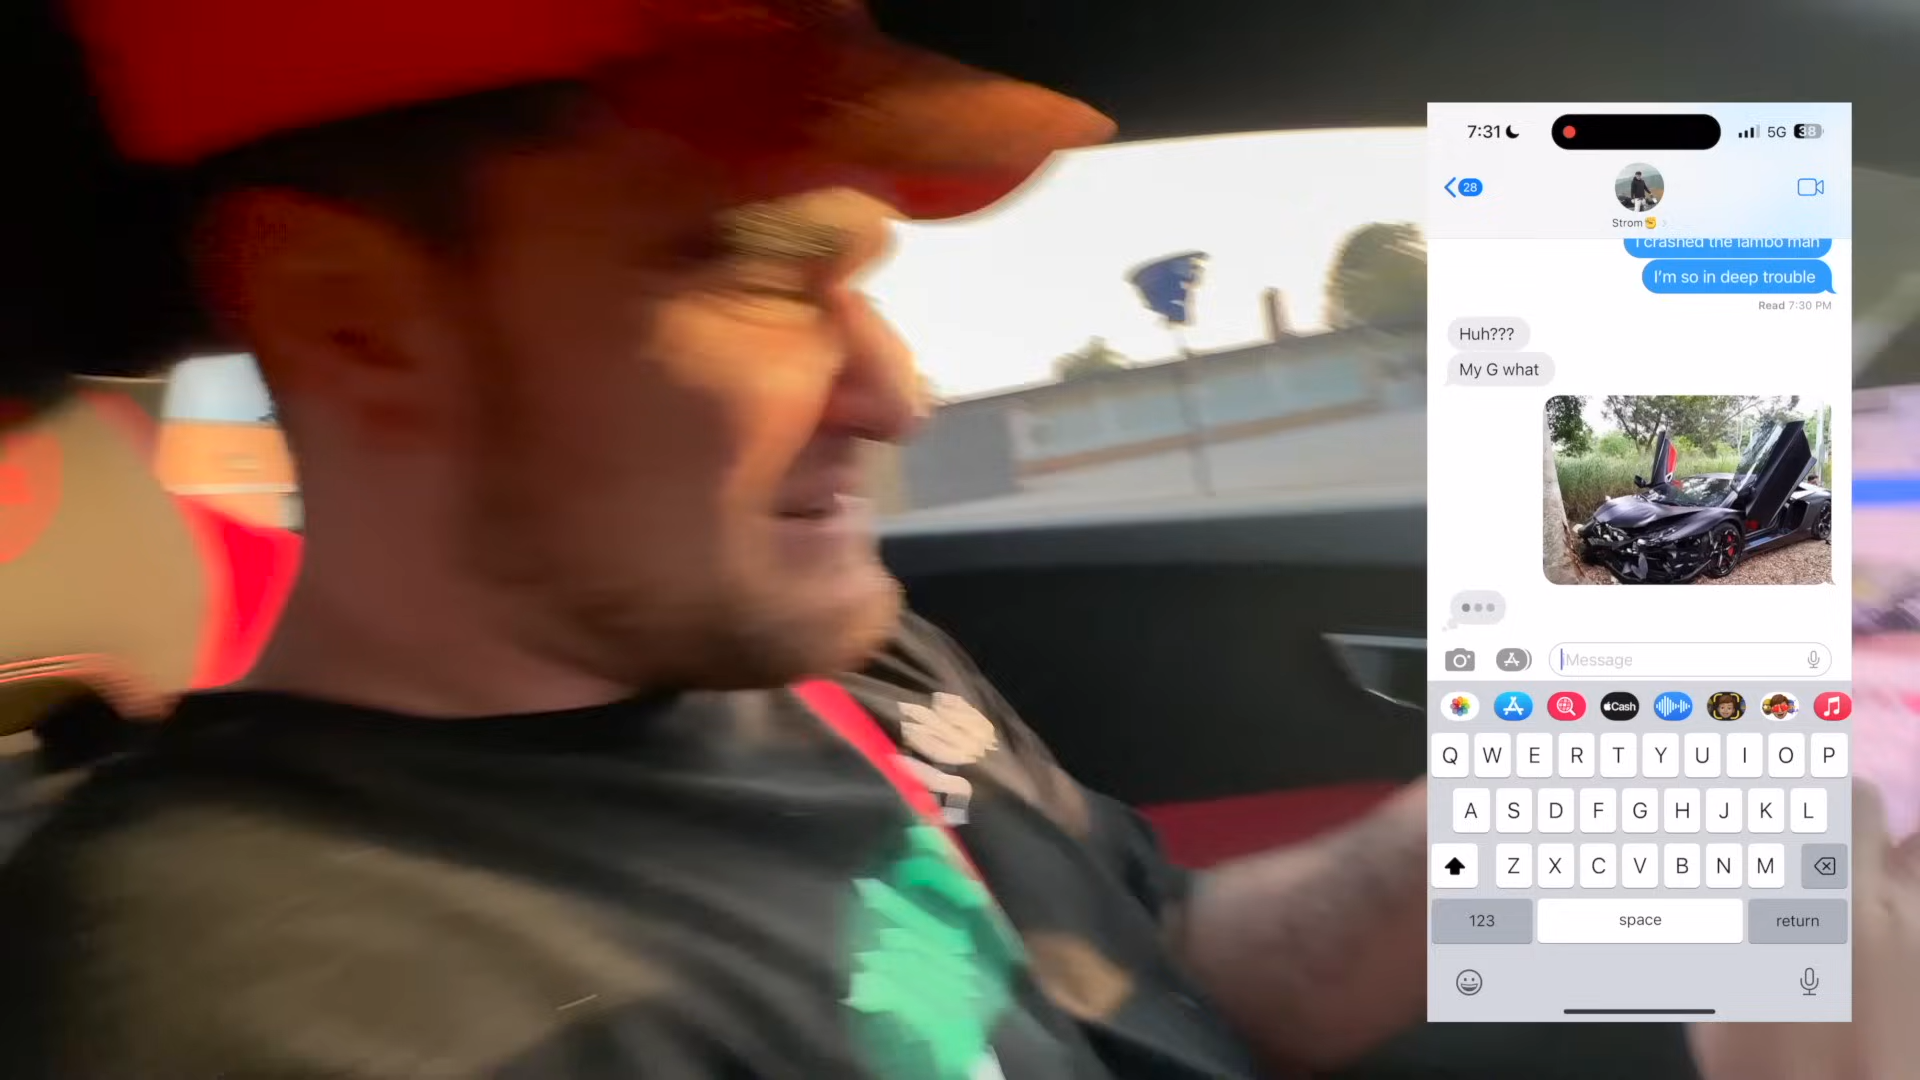 7:31
5G
38
28
Strom
I crashed the lambo man
I'm so in deep trouble
Read 7:30 PM
Huh???
My G what
iMessage
Cash
Q W E R T Y U I O P
A S D F G H J K L
Z X C V B N M
123
space
return